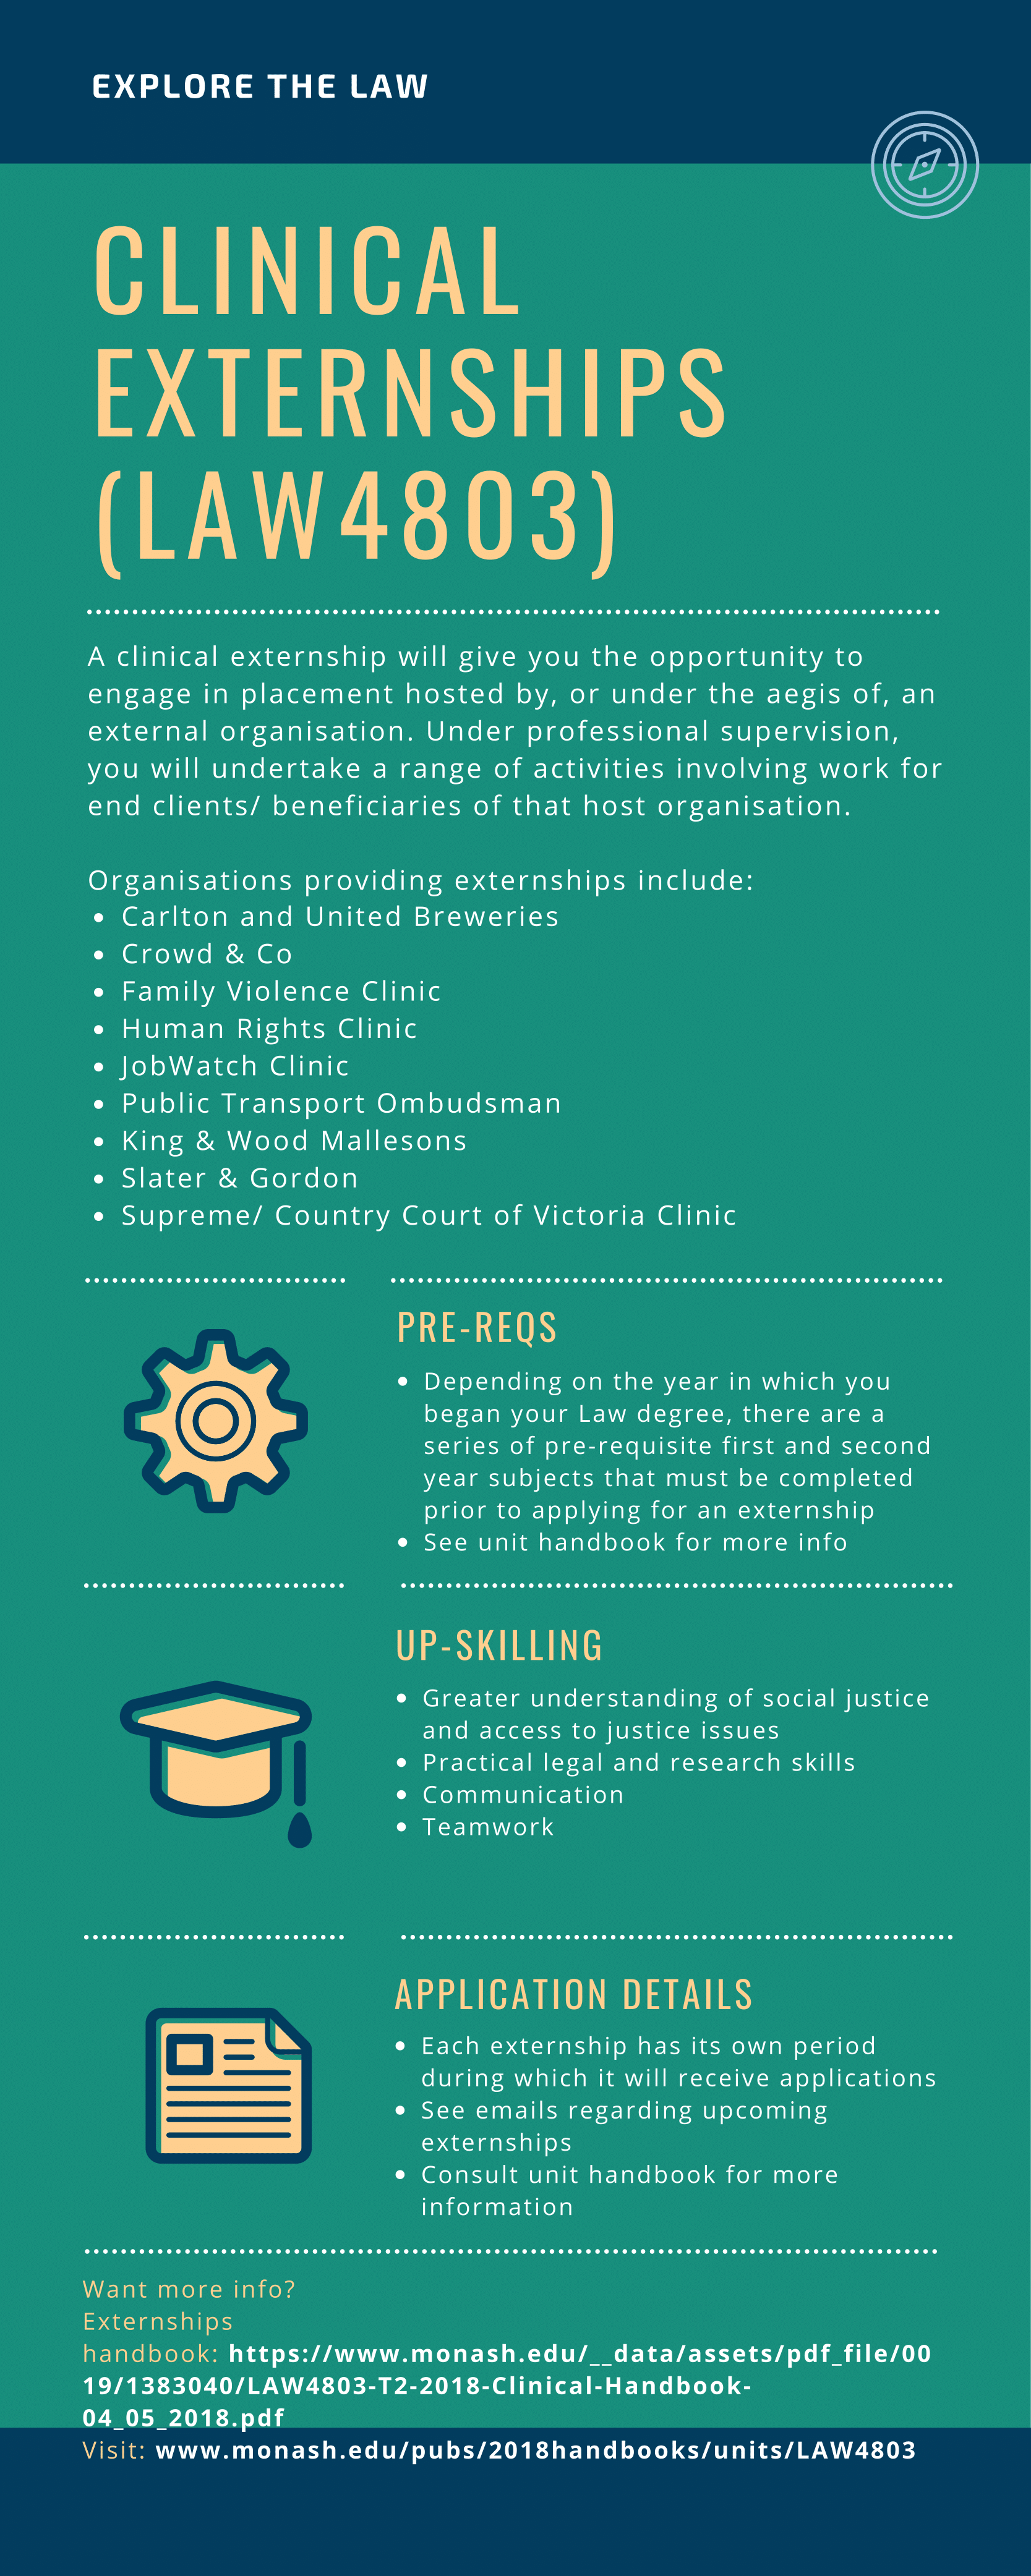 EXPLORE THE LAW
CLINICAL
EXTERNSHIPS
(LAW4803)
A clinical externship will give you the opportunity to
engage in placement hosted by, or under the aegis of, an
external organisation. Under professional supervision,
you will undertake a range of activities involving work for
end clients/ beneficiaries of that host organisation.
Organisations providing externships include:
• Carlton and United Breweries
• Crowd & Co
• Family Violence Clinic
• Human Rights Clinic
• JobWatch Clinic
• Public Transport Ombudsman
• King & Wood Mallesons
• Slater & Gordon
• Supreme/ Country Court of Victoria Clinic
PRE-REQS
• Depending on the year in which you
began your Law degree, there are a
series of pre-requisite first and second
year subjects that must be completed
prior to applying for an externship
• See unit handbook for more info
UP-SKILLING
• Greater understanding of social justice
and access to justice issues
• Practical legal and research skills
• Communication
• Teamwork
APPLICATION DETAILS
• Each externship has its own period
during which it will receive applications
• See emails regarding upcoming
externships
• Consult unit handbook for more
information
Want more info?
Externships
handbook: https://www.monash.edu/__data/assets/pdf_file/00
19/1383040/LAW4803-T2-2018-Clinical-Handbook-
04_05_2018.pdf
Visit: www.monash.edu/pubs/2018handbooks/units/LAW4803